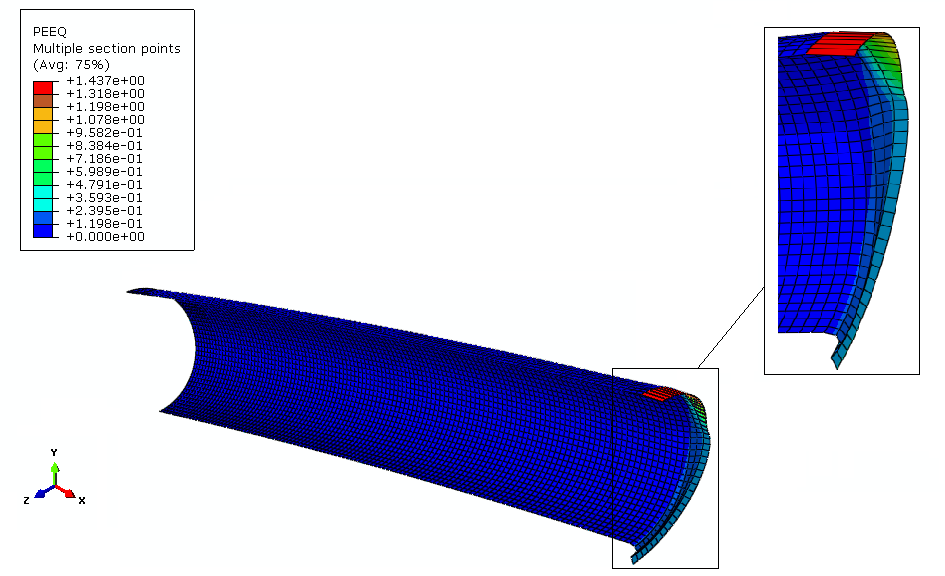 PEEQ
Multiple section points
(Avg: 75%)
+1.437e+00
+1.318e+00
+1.198e+00
+1.078e+00
+9.582e-01
+8.384e-01
+7.186e-01
+5.989e-01
+4.791e-01
+3.593e-01
+2.395e-01
+1.198e-01
+0.000e+00
Y
Z
X